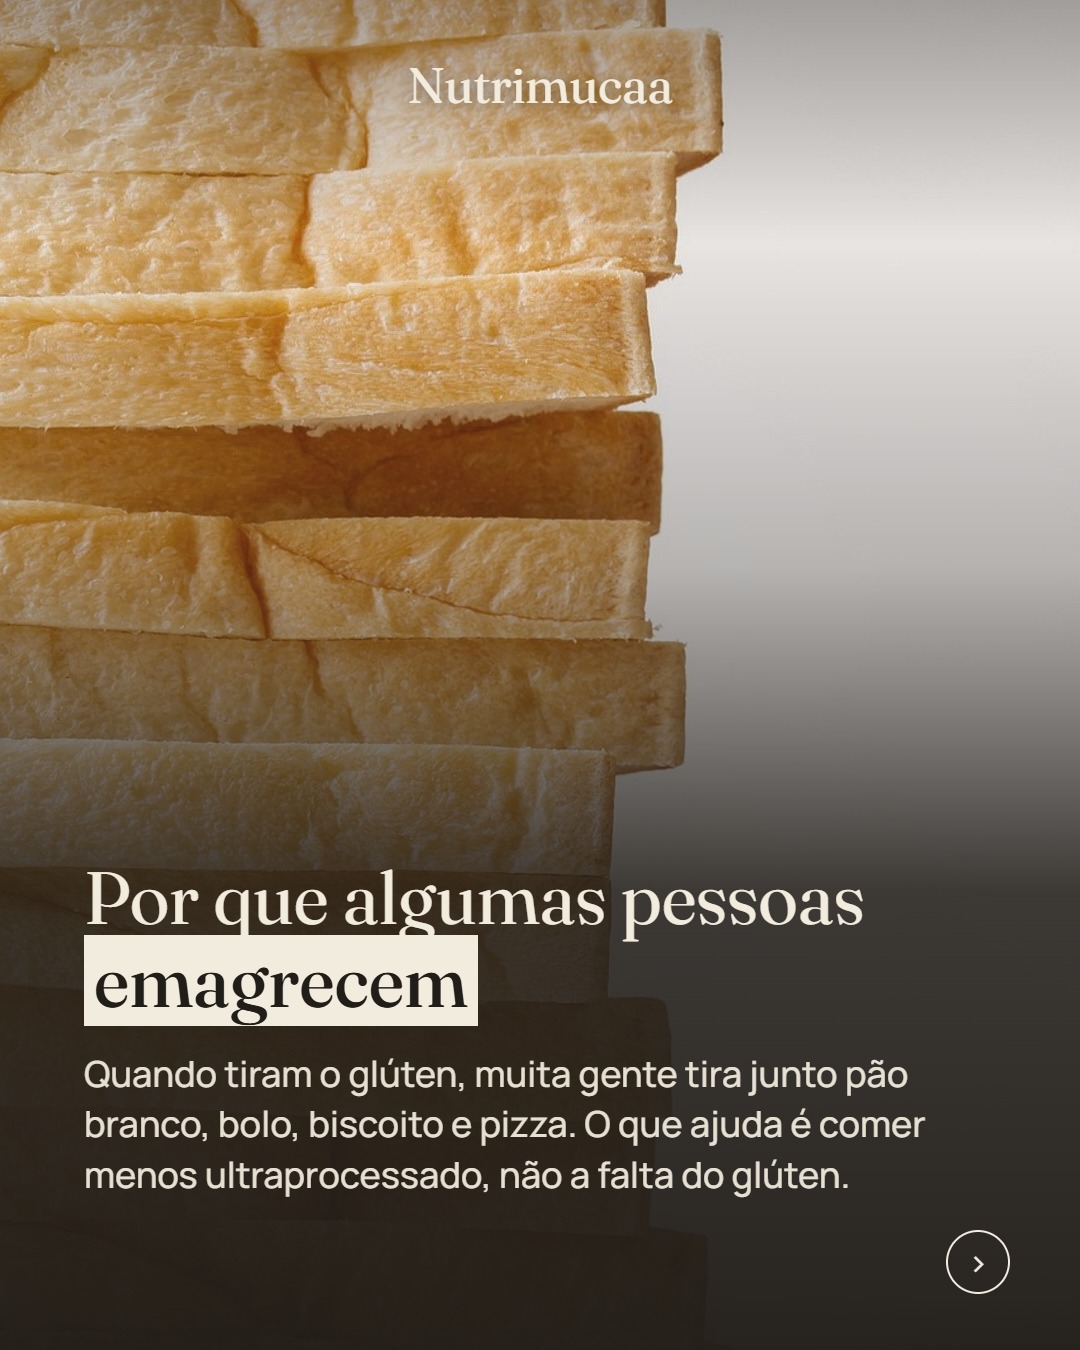 Nutrimucaa
Por que algumas pessoas
emagrecem
Quando tiram o glúten, muita gente tira junto pão
branco, bolo, biscoito e pizza. O que ajuda é comer
menos ultraprocessado, não a falta do glúten.